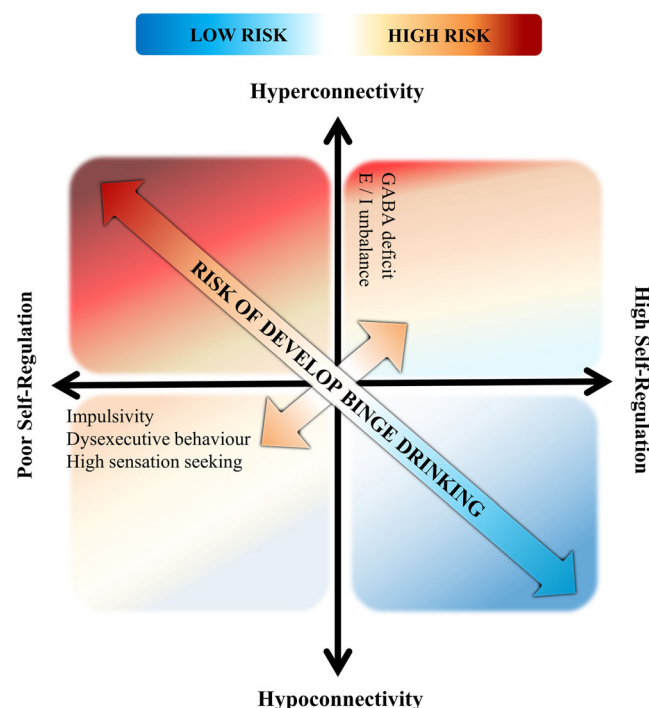 LOW RISK
HIGH RISK
Hyperconnectivity
GABA deficit
E / I unbalance
RISK OF DEVELOP BINGE DRINKING
Poor Self-Regulation
High Self-Regulation
Impulsivity
Dysexecutive behaviour
High sensation seeking
Hypoconnectivity